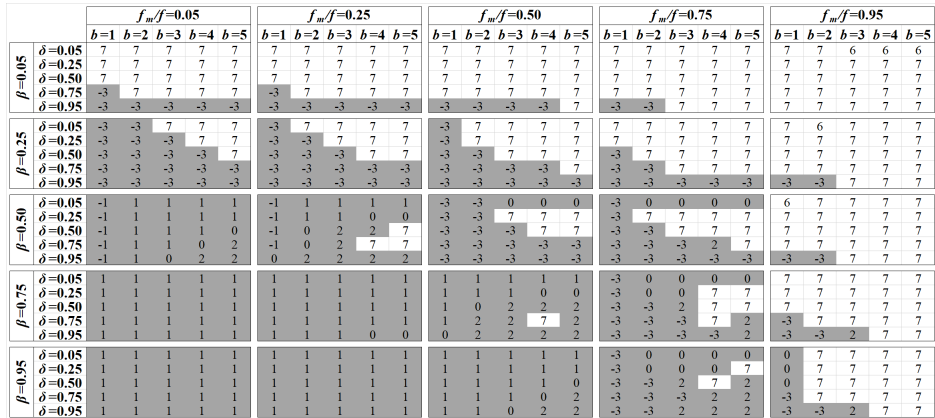 f_m/f=0.05 f_m/f=0.25 f_m/f=0.50 f_m/f=0.75 f_m/f=0.95
b=1 b=2 b=3 b=4 b=5 b=1 b=2 b=3 b=4 b=5 b=1 b=2 b=3 b=4 b=5 b=1 b=2 b=3 b=4 b=5 b=1 b=2 b=3 b=4 b=5
β=0.05
δ=0.05 7 7 7 7 7 7 7 7 7 7 7 7 7 7 7 7 7 7 7 7 7 7 6 6 6
δ=0.25 7 7 7 7 7 7 7 7 7 7 7 7 7 7 7 7 7 7 7 7 7 7 7 7 7
δ=0.50 7 7 7 7 7 7 7 7 7 7 7 7 7 7 7 7 7 7 7 7 7 7 7 7 7
δ=0.75 -3 7 7 7 7 -3 7 7 7 7 7 7 7 7 7 7 7 7 7 7 7 7 7 7 7
δ=0.95 -3 -3 -3 -3 -3 -3 -3 -3 -3 -3 -3 -3 -3 -3 7 -3 -3 7 7 7 7 7 7 7 7
β=0.25
δ=0.05 -3 -3 7 7 7 -3 7 7 7 7 -3 7 7 7 7 7 7 7 7 7 7 6 7 7 7
δ=0.25 -3 -3 -3 7 7 -3 -3 -3 7 7 -3 7 7 7 7 7 7 7 7 7 7 7 7 7 7
δ=0.50 -3 -3 -3 -3 7 -3 -3 -3 7 7 -3 -3 7 7 7 -3 7 7 7 7 7 7 7 7 7
δ=0.75 -3 -3 -3 -3 -3 -3 -3 -3 -3 -3 -3 -3 -3 -3 7 -3 -3 7 7 7 7 7 7 7 7
δ=0.95 -3 -3 -3 -3 -3 -3 -3 -3 -3 -3 -3 -3 -3 -3 -3 -3 -3 -3 -3 -3 -3 -3 7 7 7
β=0.50
δ=0.05 -1 1 1 1 1 -1 1 1 1 1 -3 -3 0 0 0 -3 0 0 0 0 6 7 7 7 7
δ=0.25 -1 1 1 1 1 -1 1 1 0 0 -3 -3 7 7 7 -3 7 7 7 7 7 7 7 7 7
δ=0.50 -1 1 1 1 1 -1 0 2 2 7 -3 -3 -3 7 7 -3 -3 7 7 7 7 7 7 7 7
δ=0.75 -1 1 1 0 2 -1 0 2 7 7 -3 -3 -3 -3 -3 -3 -3 -3 2 7 7 7 7 7 7
δ=0.95 -1 1 0 2 2 0 2 2 2 2 -3 -3 -3 -3 -3 -3 -3 -3 -3 -3 -3 -3 7 7 7
β=0.75
δ=0.05 1 1 1 1 1 1 1 1 1 1 1 1 1 1 1 -3 0 0 0 0 7 7 7 7 7
δ=0.25 1 1 1 1 1 1 1 1 1 1 1 1 1 0 0 -3 0 0 7 7 7 7 7 7 7
δ=0.50 1 1 1 1 1 1 1 1 1 1 1 0 2 2 2 -3 -3 2 7 7 7 7 7 7 7
δ=0.75 1 1 1 1 1 1 1 1 1 1 1 2 2 7 2 -3 -3 -3 7 2 -3 7 7 7 7
δ=0.95 1 1 1 1 1 1 1 1 0 0 0 2 2 2 2 -3 -3 -3 -3 2 -3 -3 2 7 7
β=0.95
δ=0.05 1 1 1 1 1 1 1 1 1 1 1 1 1 1 1 -3 0 0 0 0 0 7 7 7 7
δ=0.25 1 1 1 1 1 1 1 1 1 1 1 1 1 1 1 -3 0 0 0 7 0 7 7 7 7
δ=0.50 1 1 1 1 1 1 1 1 1 1 1 1 1 1 0 -3 -3 2 7 2 0 7 7 7 7
δ=0.75 1 1 1 1 1 1 1 1 1 1 1 1 1 0 2 -3 -3 -3 2 2 -3 7 7 7 7
δ=0.95 1 1 1 1 1 1 1 1 1 1 1 1 0 2 2 -3 -3 2 2 2 -3 -3 -3 7 7